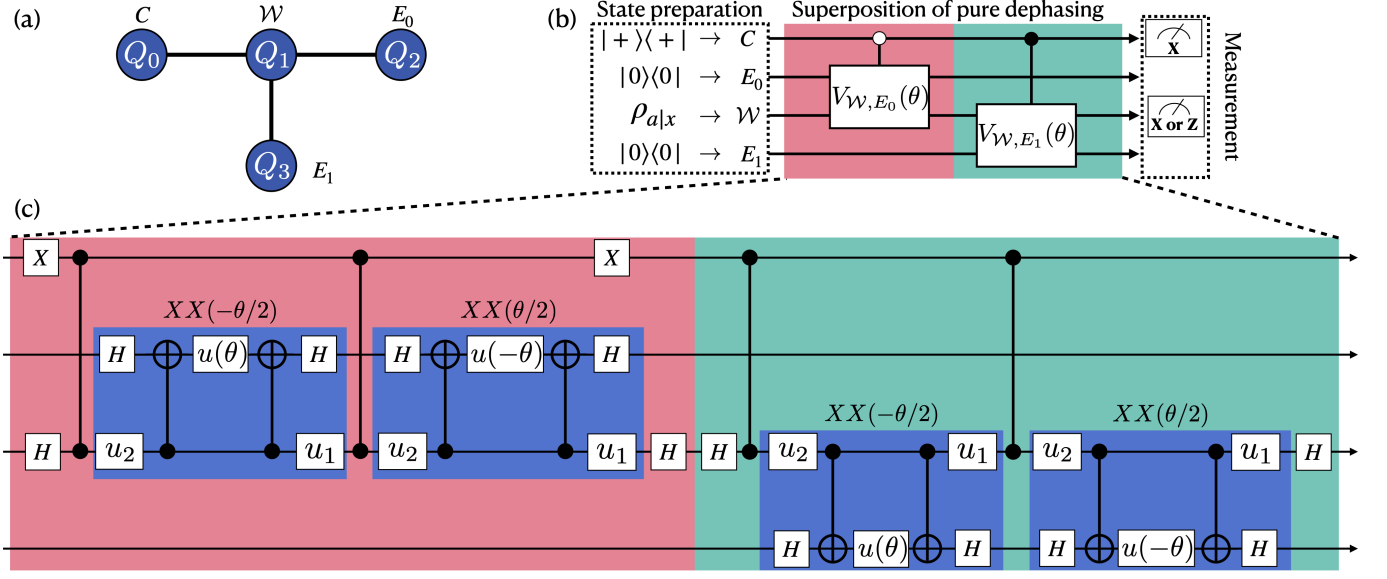 (a)
C W E₀
Q₀ Q₁ Q₂
Q₃ E₁
(b) State preparation Superposition of pure dephasing
|+⟩⟨+| → C
|0⟩⟨0| → E₀
ρₐ|ₓ → W
|0⟩⟨0| → E₁
V_{W,E₀}(θ)
V_{W,E₁}(θ)
X
X or Z
Measurement
(c)
X X
XX(−θ/2) XX(θ/2)
H u(θ) H H u(−θ) H
XX(−θ/2) XX(θ/2)
H u₂ u₁ u₂ u₁ H H u₂ u₁ u₂ u₁ H
H u(θ) H H u(−θ) H